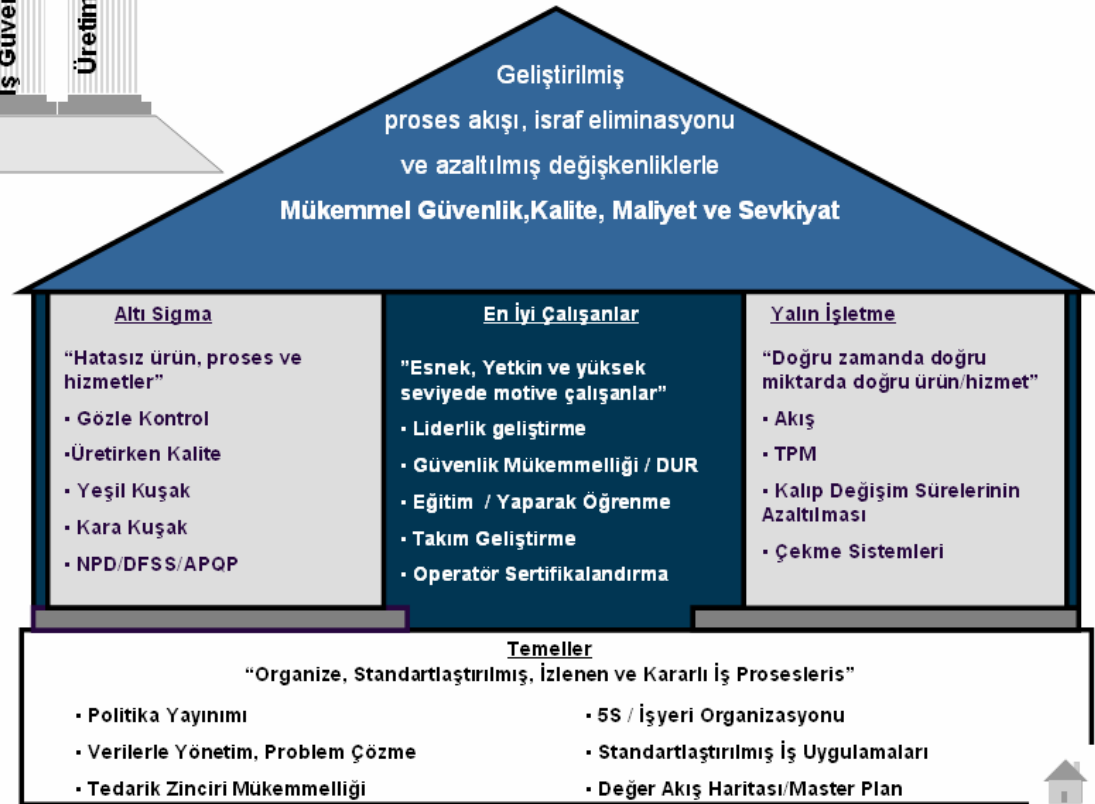 Üretim
Geliştirilmiş
proses akışı, israf eliminasyonu
ve azaltılmış değişkenliklerle
Mükemmel Güvenlik,Kalite, Maliyet ve Sevkiyat
Altı Sigma
“Hatasız ürün, proses ve
hizmetler”
▪ Gözle Kontrol
▪Üretirken Kalite
▪ Yeşil Kuşak
▪ Kara Kuşak
▪ NPD/DFSS/APQP
En İyi Çalışanlar
”Esnek, Yetkin ve yüksek
seviyede motive çalışanlar”
▪ Liderlik geliştirme
▪ Güvenlik Mükemmelliği / DUR
▪ Eğitim / Yaparak Öğrenme
▪ Takım Geliştirme
▪ Operatör Sertifikalandırma
Yalın İşletme
“Doğru zamanda doğru
miktarda doğru ürün/hizmet”
▪ Akış
▪ TPM
▪ Kalıp Değişim Sürelerinin
Azaltılması
▪ Çekme Sistemleri
Temeller
“Organize, Standartlaştırılmış, İzlenen ve Kararlı İş Prosesleris”
▪ Politika Yayınımı
▪ Verilerle Yönetim, Problem Çözme
▪ Tedarik Zinciri Mükemmelliği
▪ 5S / İşyeri Organizasyonu
▪ Standartlaştırılmış İş Uygulamaları
▪ Değer Akış Haritası/Master Plan